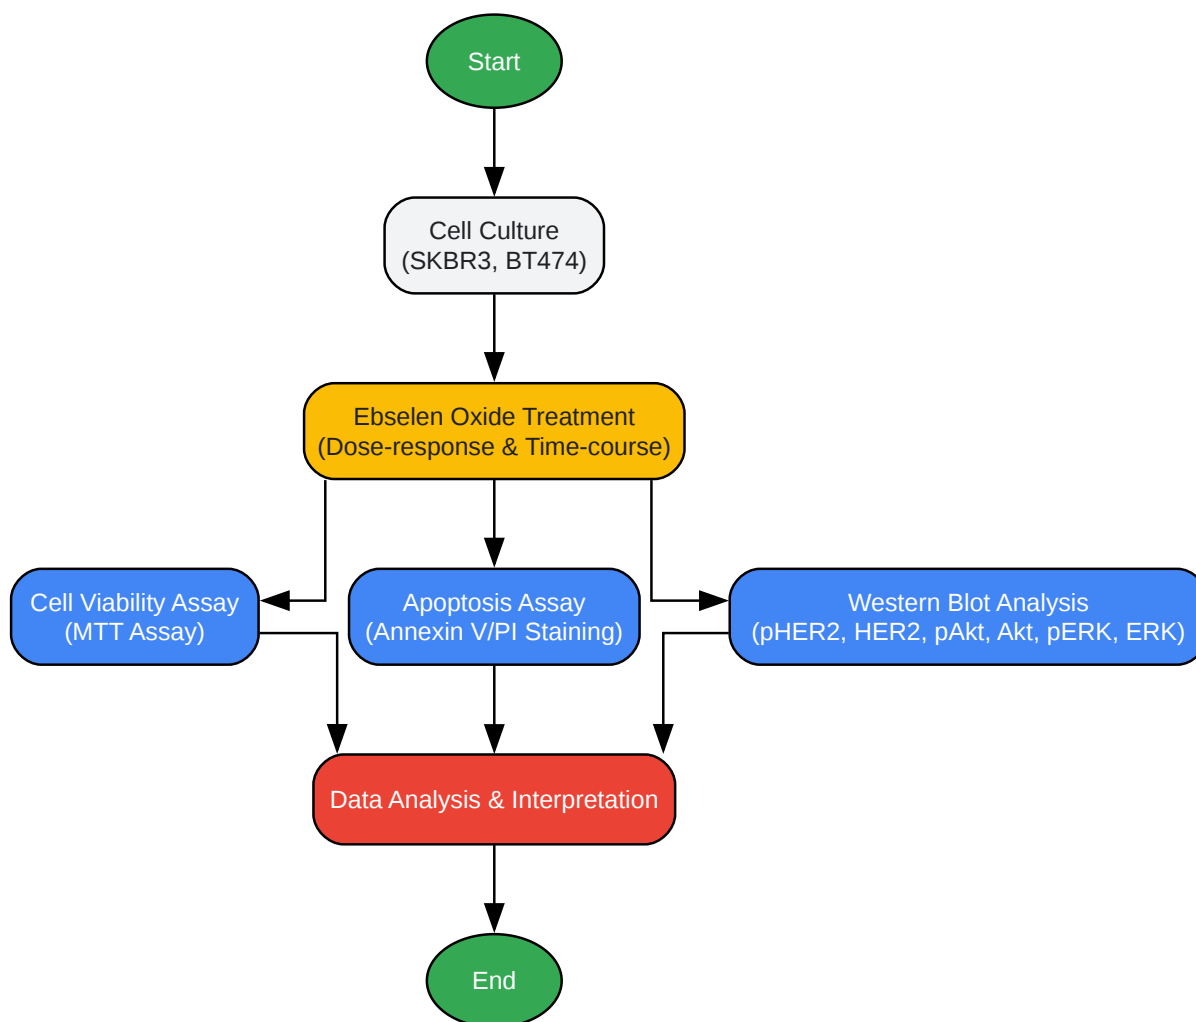 Start
Cell Culture
(SKBR3, BT474)
Ebselen Oxide Treatment
(Dose-response & Time-course)
Cell Viability Assay
(MTT Assay)
Apoptosis Assay
(Annexin V/PI Staining)
Western Blot Analysis
(pHER2, HER2, pAkt, Akt, pERK, ERK)
Data Analysis & Interpretation
End